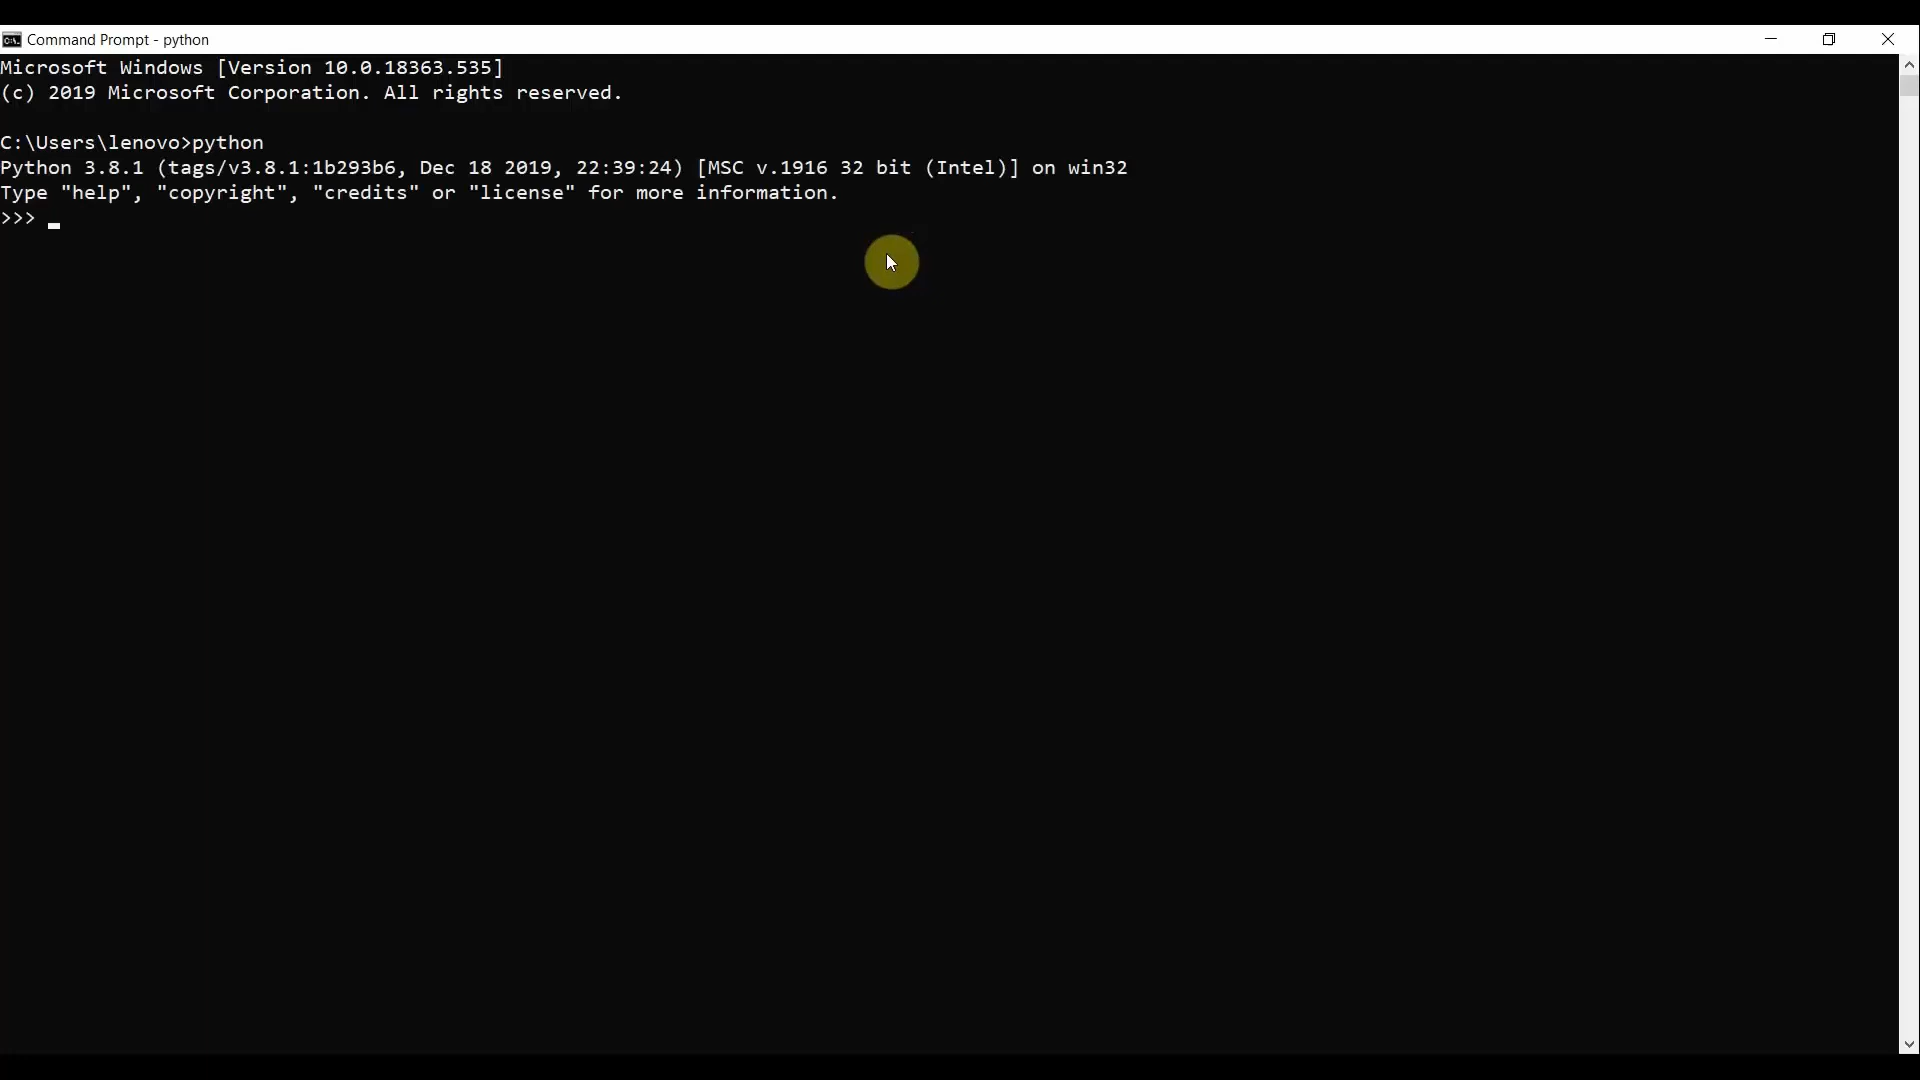 Command Prompt - python
Microsoft Windows [Version 10.0.18363.535]
(c) 2019 Microsoft Corporation. All rights reserved.
C:\Users\lenovo>python
Python 3.8.1 (tags/v3.8.1:1b293b6, Dec 18 2019, 22:39:24) [MSC v.1916 32 bit (Intel)] on win32
Type "help", "copyright", "credits" or "license" for more information.
>>>